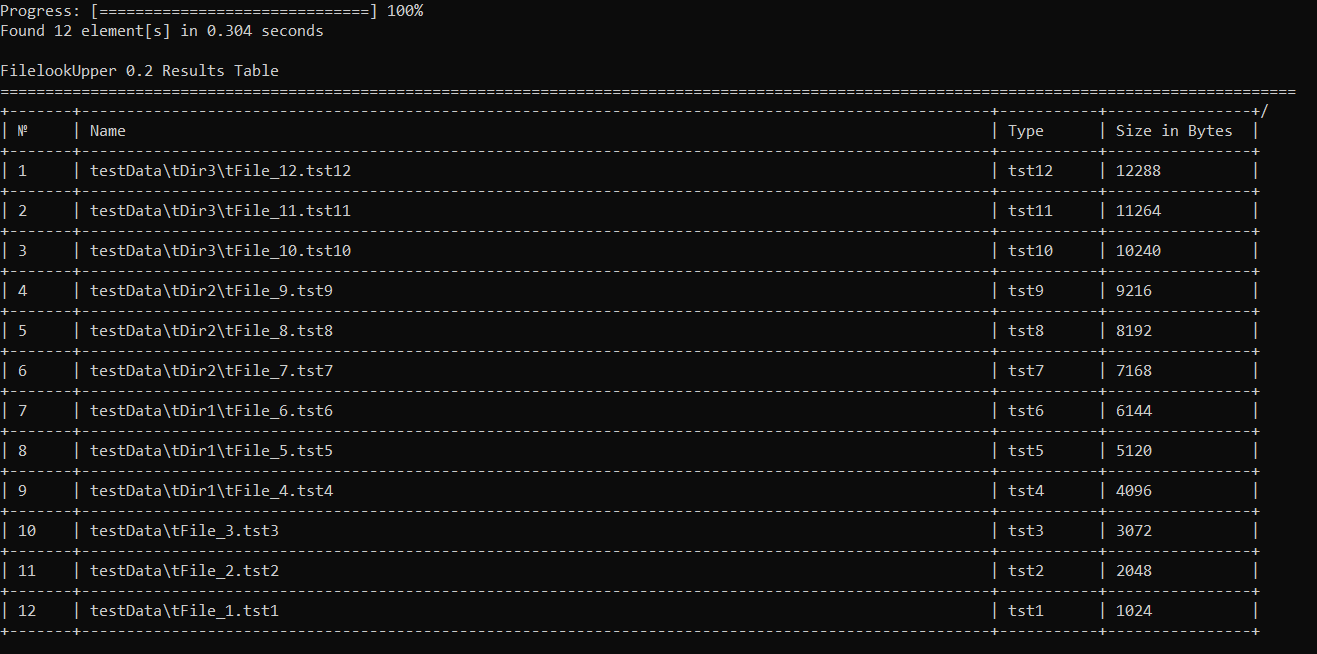 Progress: [==============================] 100%
Found 12 element[s] in 0.304 seconds
FilelookUpper 0.2 Results Table
================================================================================================================================================
+-------+-----------------------------------------------------------------------------------------------------+-----------+----------------+/
| № | Name | Type | Size in Bytes |
+-------+-----------------------------------------------------------------------------------------------------+-----------+----------------+
| 1 | testData\tDir3\tFile_12.tst12 | tst12 | 12288 |
+-------+-----------------------------------------------------------------------------------------------------+-----------+----------------+
| 2 | testData\tDir3\tFile_11.tst11 | tst11 | 11264 |
+-------+-----------------------------------------------------------------------------------------------------+-----------+----------------+
| 3 | testData\tDir3\tFile_10.tst10 | tst10 | 10240 |
+-------+-----------------------------------------------------------------------------------------------------+-----------+----------------+
| 4 | testData\tDir2\tFile_9.tst9 | tst9 | 9216 |
+-------+-----------------------------------------------------------------------------------------------------+-----------+----------------+
| 5 | testData\tDir2\tFile_8.tst8 | tst8 | 8192 |
+-------+-----------------------------------------------------------------------------------------------------+-----------+----------------+
| 6 | testData\tDir2\tFile_7.tst7 | tst7 | 7168 |
+-------+-----------------------------------------------------------------------------------------------------+-----------+----------------+
| 7 | testData\tDir1\tFile_6.tst6 | tst6 | 6144 |
+-------+-----------------------------------------------------------------------------------------------------+-----------+----------------+
| 8 | testData\tDir1\tFile_5.tst5 | tst5 | 5120 |
+-------+-----------------------------------------------------------------------------------------------------+-----------+----------------+
| 9 | testData\tDir1\tFile_4.tst4 | tst4 | 4096 |
+-------+-----------------------------------------------------------------------------------------------------+-----------+----------------+
| 10 | testData\tFile_3.tst3 | tst3 | 3072 |
+-------+-----------------------------------------------------------------------------------------------------+-----------+----------------+
| 11 | testData\tFile_2.tst2 | tst2 | 2048 |
+-------+-----------------------------------------------------------------------------------------------------+-----------+----------------+
| 12 | testData\tFile_1.tst1 | tst1 | 1024 |
+-------+-----------------------------------------------------------------------------------------------------+-----------+----------------+